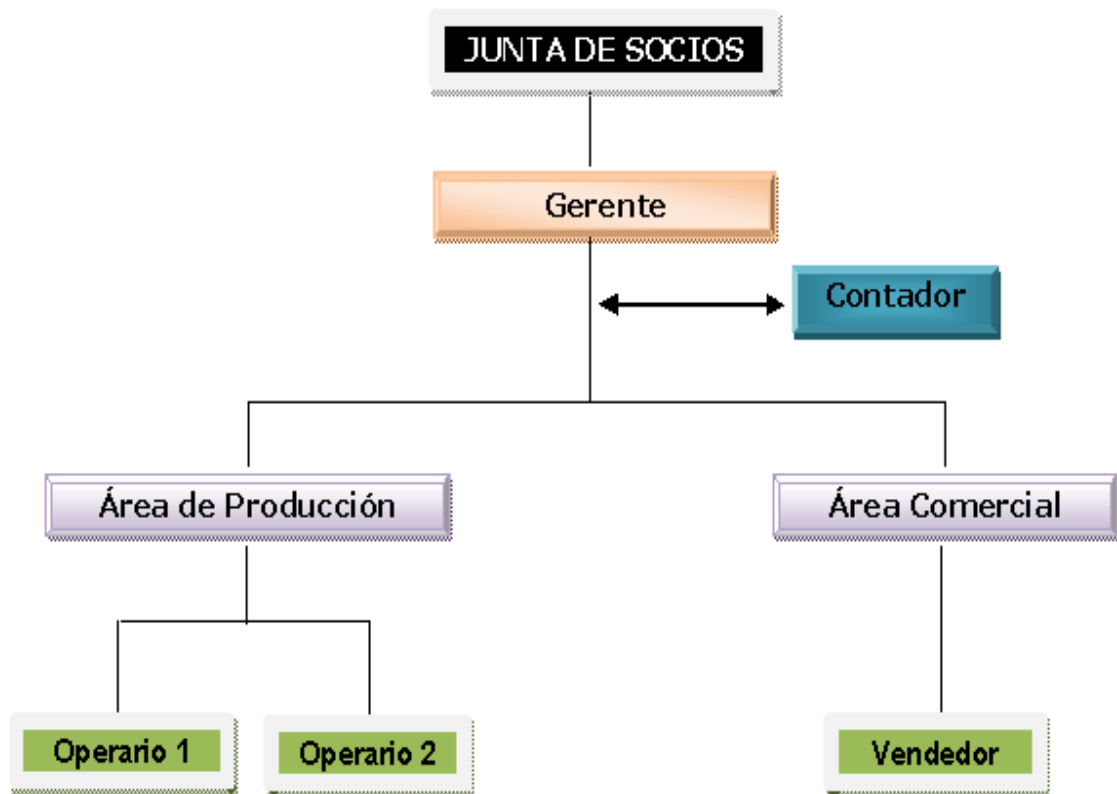 JUNTA DE SOCIOS
Gerente
Contador
Área de Producción
Área Comercial
Operario 1
Operario 2
Vendedor